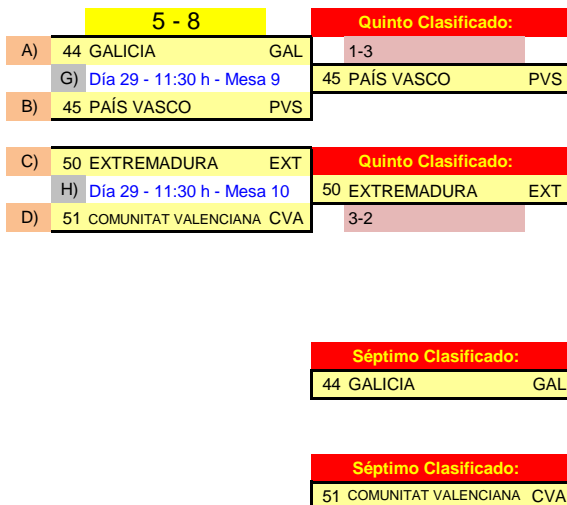 5 - 8 Quinto Clasificado:
A) 44 GALICIA GAL 1-3
G) Día 29 - 11:30 h - Mesa 9 45 PAÍS VASCO PVS
B) 45 PAÍS VASCO PVS
C) 50 EXTREMADURA EXT Quinto Clasificado:
H) Día 29 - 11:30 h - Mesa 10 50 EXTREMADURA EXT
D) 51 COMUNITAT VALENCIANA CVA 3-2
Séptimo Clasificado:
44 GALICIA GAL
Séptimo Clasificado:
51 COMUNITAT VALENCIANA CVA